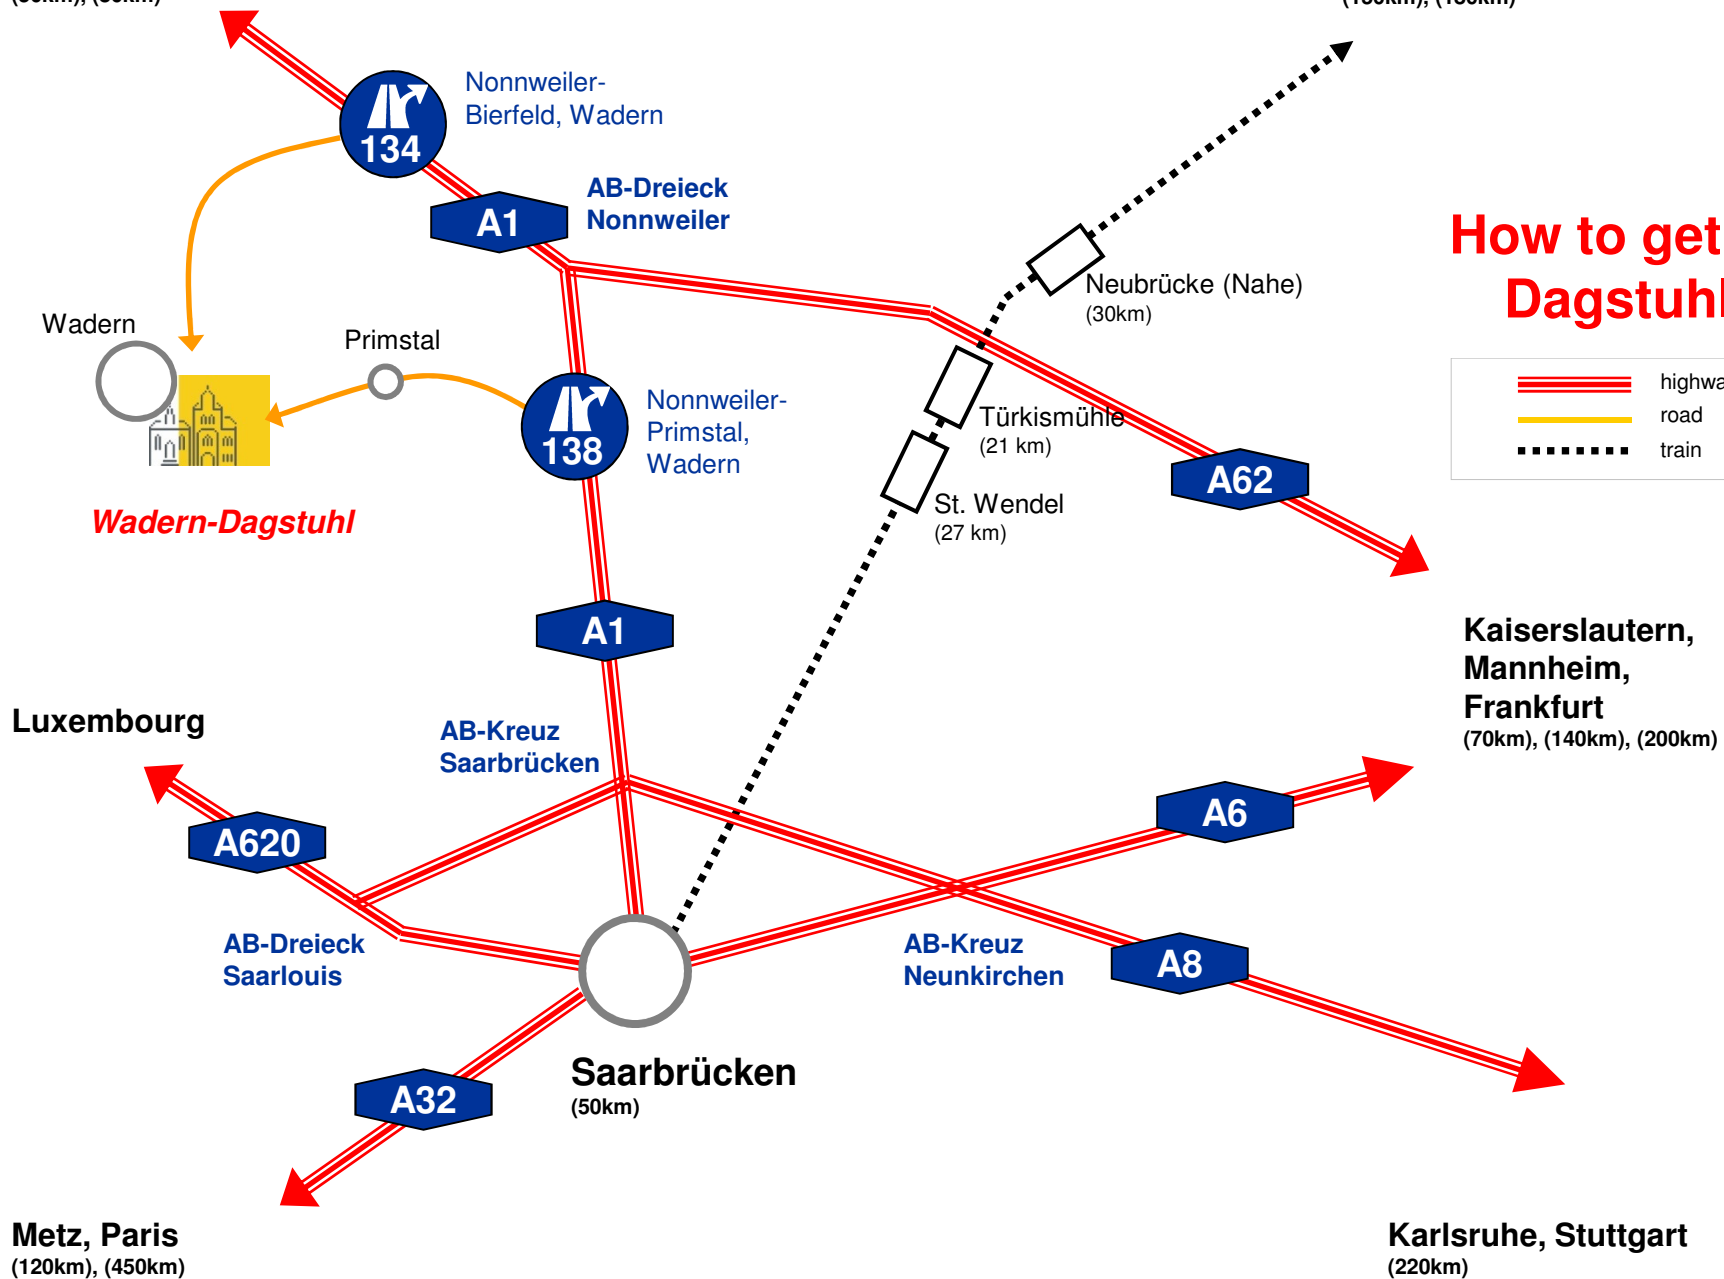 Nonnweiler-
Bierfeld, Wadern
134
AB-Dreieck
Nonnweiler
A1
How to get
Dagstuhl
Neubrücke (Nahe)
(30km)
Wadern
Primstal
highwa
road
train
Nonnweiler-
Primstal,
Wadern
138
Türkismühle
(21 km)
A62
St. Wendel
(27 km)
Wadern-Dagstuhl
A1
Kaiserslautern,
Mannheim,
Frankfurt
(70km), (140km), (200km)
Luxembourg
AB-Kreuz
Saarbrücken
A6
A620
AB-Dreieck
Saarlouis
AB-Kreuz
Neunkirchen
A8
Saarbrücken
(50km)
A32
Metz, Paris
(120km), (450km)
Karlsruhe, Stuttgart
(220km)